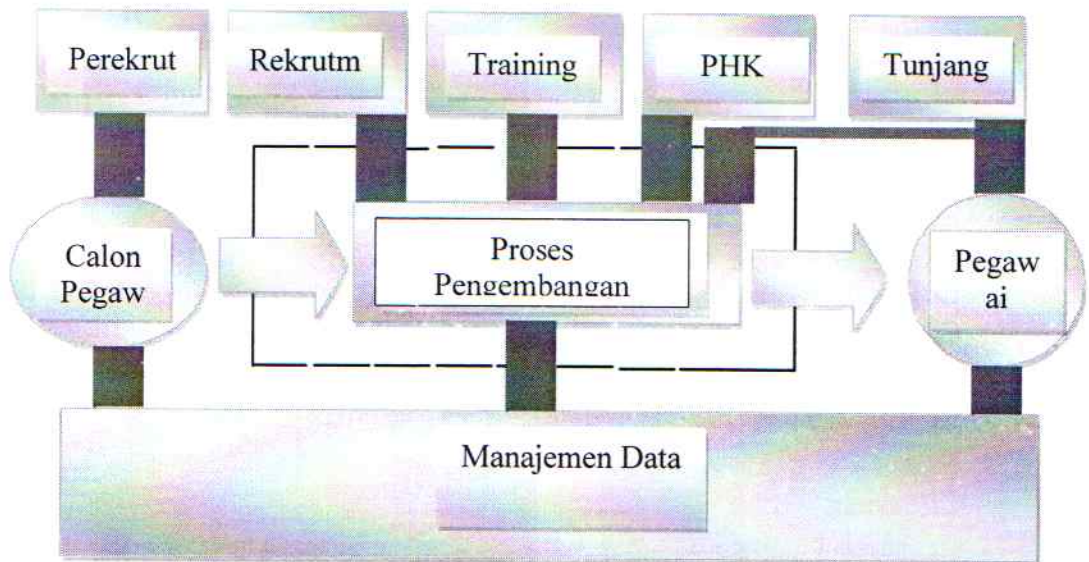 Perekrut
Rekrutm
Training
PHK
Tunjang
Calon
Pegaw
Proses
Pengembangan
Pegaw
ai
Manajemen Data